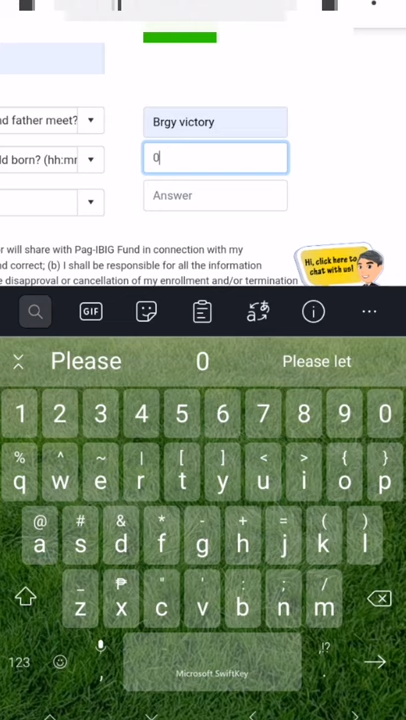 nd father meet?
Brgy victory
ld born? (hh:mm
0
Answer
or will share with Pag-IBIG Fund in connection with my
nd correct; (b) I shall be responsible for all the information
e disapproval or cancellation of my enrollment and/or termination
Hi, click here to
chat with us!
GIF
Please 0 Please let
1 2 3 4 5 6 7 8 9 0
% ^ ~ | [ ] < > { }
q w e r t y u i o p
@ # & * - + = ( )
a s d f g h j k l
_ ₱ " ' : ; /
z x c v b n m
123 , Microsoft SwiftKey ,!? .